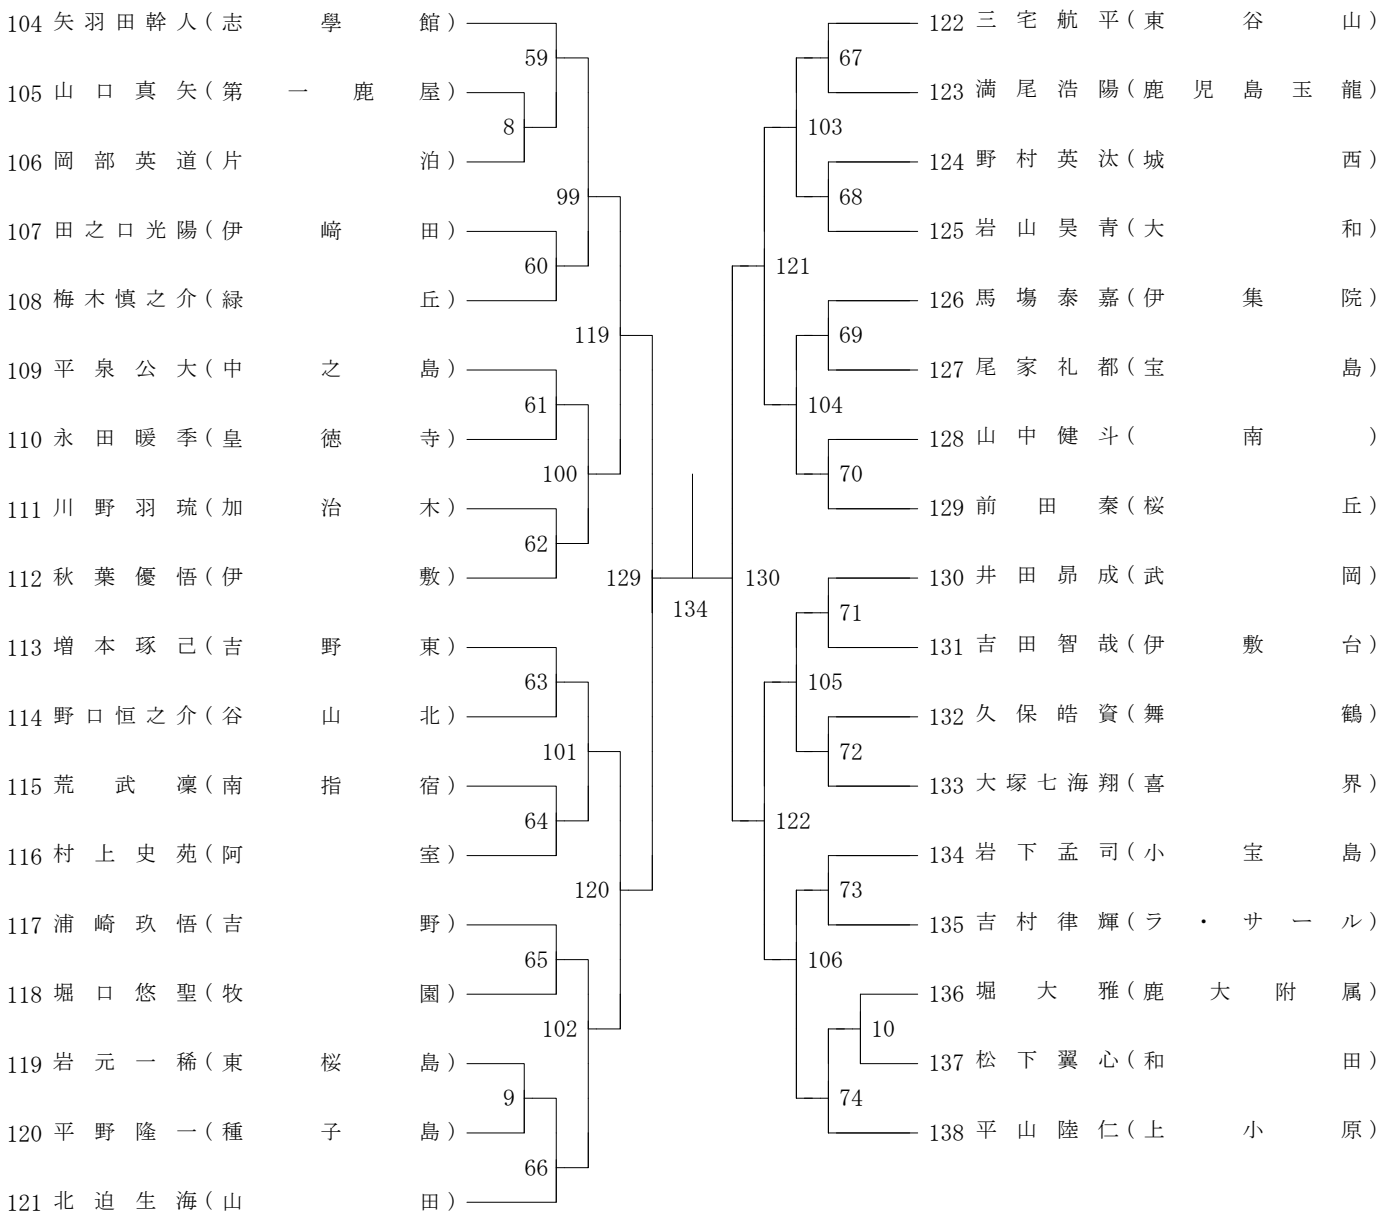 104 矢羽田幹人(志學館)
59
105 山口真矢(第一鹿屋)
8
106 岡部英道(片泊)
99
107 田之口光陽(伊﨑田)
60
108 梅木慎之介(緑丘)
119
109 平泉公大(中之島)
61
110 永田暖季(皇徳寺)
100
111 川野羽琉(加治木)
62
112 秋葉優悟(伊敷)
129
134
113 増本琢己(吉野東)
63
114 野口恒之介(谷山北)
101
115 荒武凜(南指宿)
64
116 村上史苑(阿室)
120
117 浦崎玖悟(吉野)
65
118 堀口悠聖(牧園)
102
119 岩元一稀(東桜島)
9
120 平野隆一(種子島)
66
121 北迫生海(山田)
122 三宅航平(東谷山)
67
123 満尾浩陽(鹿児島玉龍)
103
124 野村英汰(城西)
68
125 岩山昊青(大和)
121
126 馬塲泰嘉(伊集院)
69
127 尾家礼都(宝島)
104
128 山中健斗(南)
70
129 前田秦(桜丘)
130
130 井田昴成(武岡)
71
131 吉田智哉(伊敷台)
105
132 久保皓資(舞鶴)
72
133 大塚七海翔(喜界)
122
134 岩下孟司(小宝島)
73
135 吉村律輝(ラ・サール)
106
136 堀大雅(鹿大附属)
10
137 松下翼心(和田)
74
138 平山陸仁(上小原)